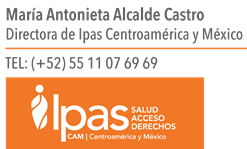 María Antonieta Alcalde Castro
Directora de Ipas Centroamérica y México
TEL: (+52) 55 11 07 69 69
ipas SALUD
ACCESO
DERECHOS
CAM | Centroamérica y México